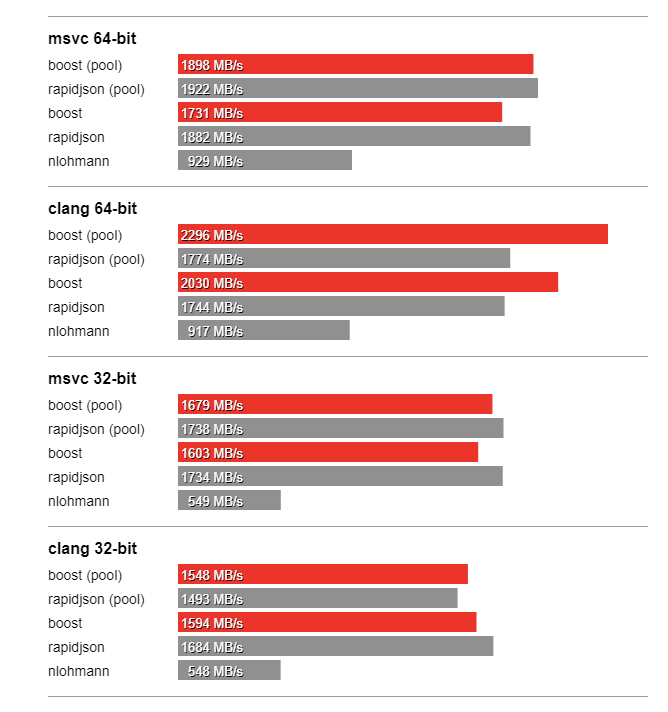 msvc 64-bit
boost (pool) 1898 MB/s
rapidjson (pool) 1922 MB/s
boost 1731 MB/s
rapidjson 1882 MB/s
nlohmann 929 MB/s
clang 64-bit
boost (pool) 2296 MB/s
rapidjson (pool) 1774 MB/s
boost 2030 MB/s
rapidjson 1744 MB/s
nlohmann 917 MB/s
msvc 32-bit
boost (pool) 1679 MB/s
rapidjson (pool) 1738 MB/s
boost 1603 MB/s
rapidjson 1734 MB/s
nlohmann 549 MB/s
clang 32-bit
boost (pool) 1548 MB/s
rapidjson (pool) 1493 MB/s
boost 1594 MB/s
rapidjson 1684 MB/s
nlohmann 548 MB/s